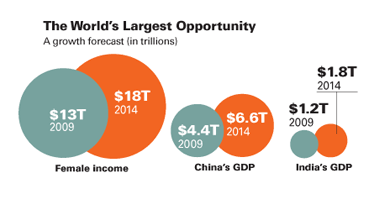 The World's Largest Opportunity
A growth forecast (in trillions)
$13T
2009
$18T
2014
Female income
$4.4T
2009
$6.6T
2014
China's GDP
$1.2T
2009
$1.8T
2014
India's GDP